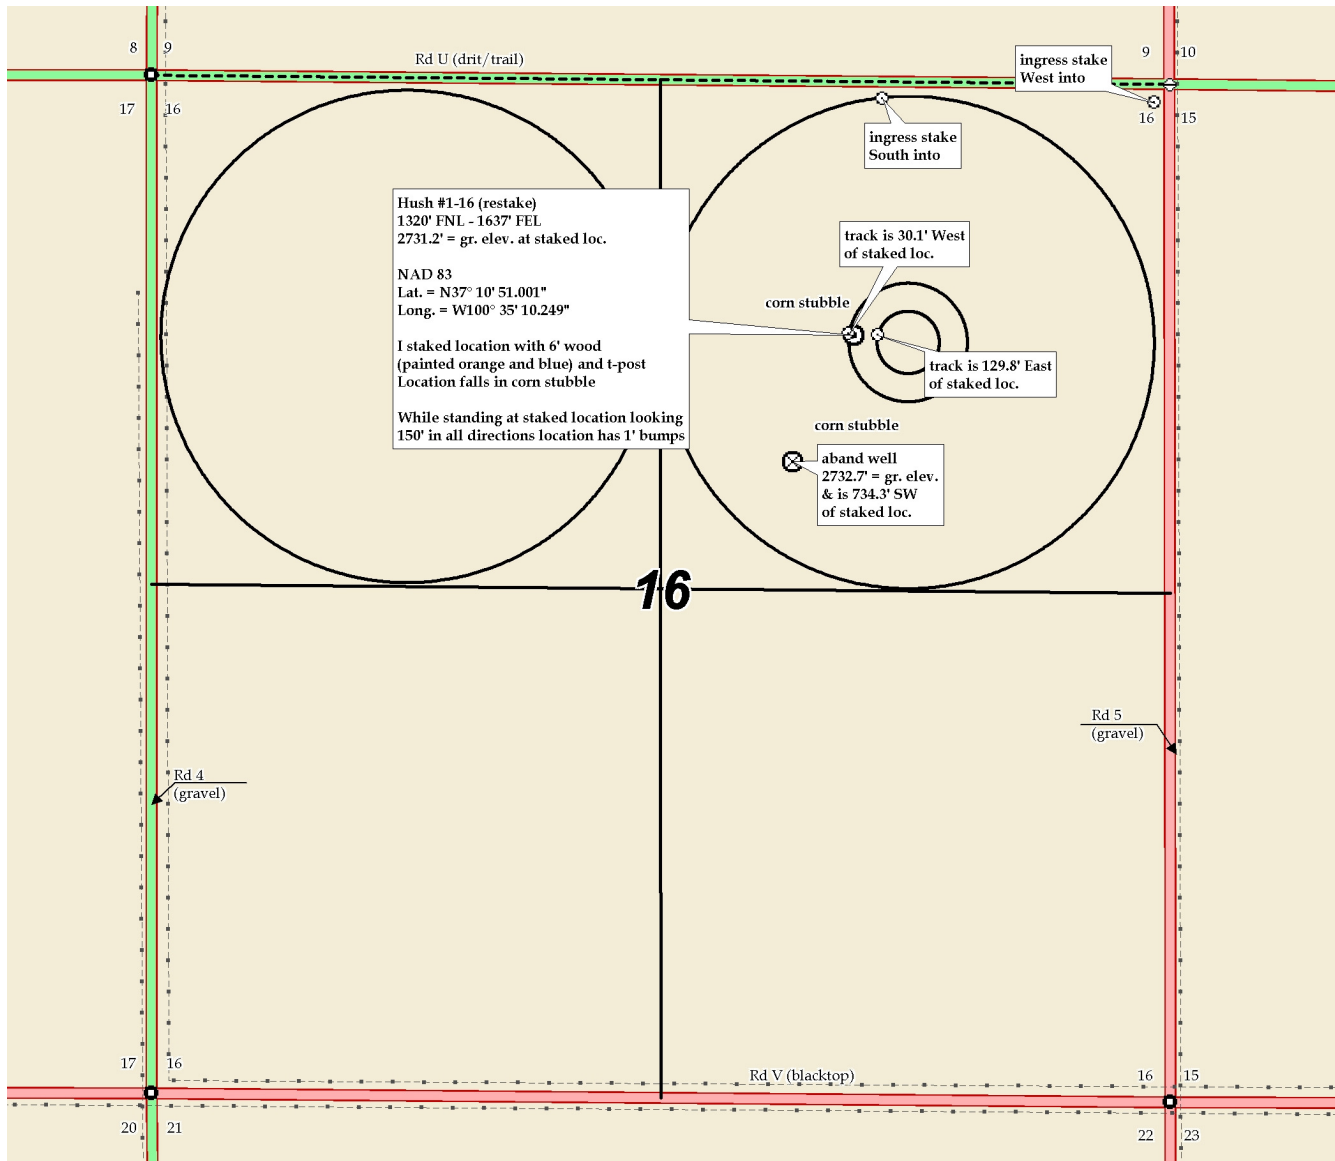 8
9
Rd U (drit/trail)
9
10
ingress stake
West into
17
16
16
15
ingress stake
South into
Hush #1-16 (restake)
1320' FNL - 1637' FEL
2731.2' = gr. elev. at staked loc.
NAD 83
Lat. = N37° 10' 51.001"
Long. = W100° 35' 10.249"
I staked location with 6' wood
(painted orange and blue) and t-post
Location falls in corn stubble
While standing at staked location looking
150' in all directions location has 1' bumps
track is 30.1' West
of staked loc.
corn stubble
track is 129.8' East
of staked loc.
corn stubble
aband well
2732.7' = gr. elev.
& is 734.3' SW
of staked loc.
16
Rd 5
(gravel)
Rd 4
(gravel)
17
16
Rd V (blacktop)
16
15
20
21
22
23